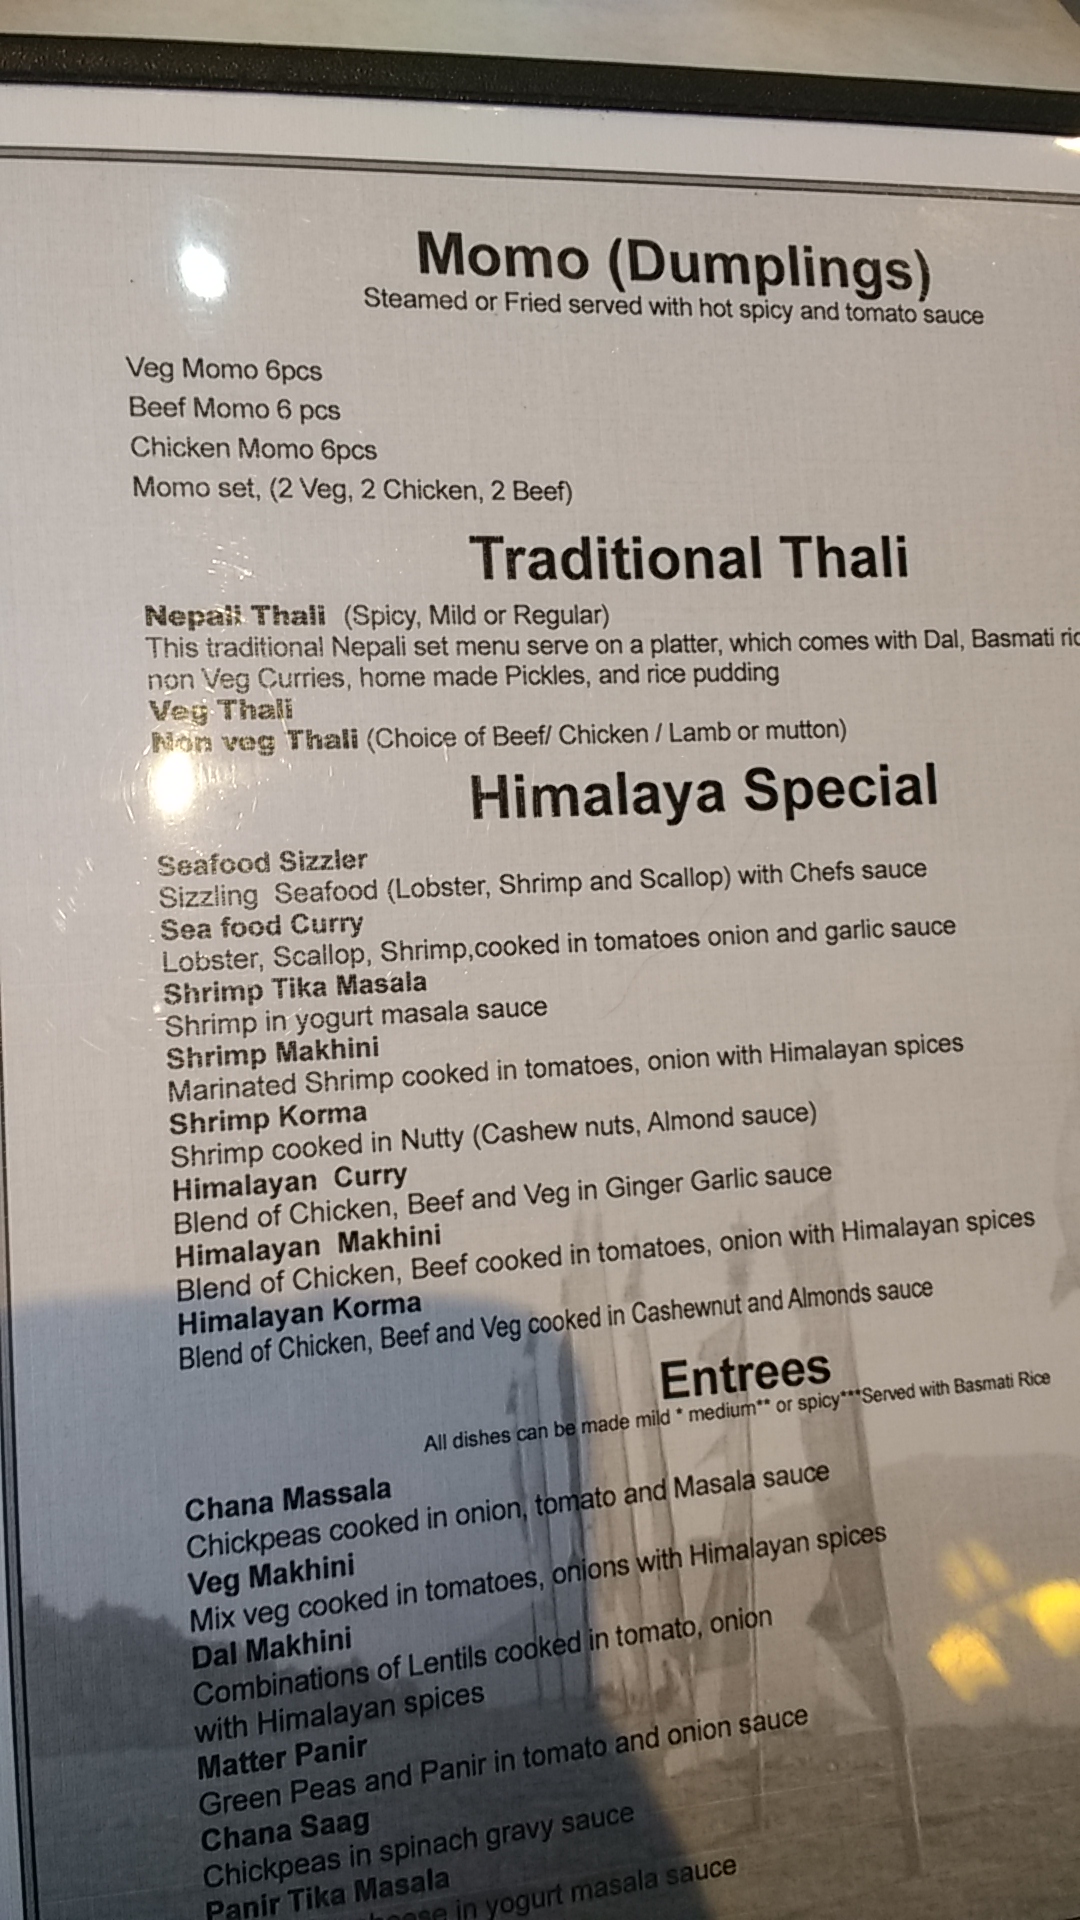 Momo (Dumplings)
Steamed or Fried served with hot spicy and tomato sauce
Veg Momo 6pcs
Beef Momo 6 pcs
Chicken Momo 6pcs
Momo set, (2 Veg, 2 Chicken, 2 Beef)
Traditional Thali
Nepali Thali (Spicy, Mild or Regular)
This traditional Nepali set menu serve on a platter, which comes with Dal, Basmati
non Veg Curries, home made Pickles, and rice pudding
Veg Thali
Non veg Thali (Choice of Beef/ Chicken / Lamb or mutton)
Himalaya Special
Seafood Sizzler
Sizzling Seafood (Lobster, Shrimp and Scallop) with Chefs sauce
Sea food Curry
Lobster, Scallop, Shrimp,cooked in tomatoes onion and garlic sauce
Shrimp Tika Masala
Shrimp in yogurt masala sauce
Shrimp Makhini
Marinated Shrimp cooked in tomatoes, onion with Himalayan spices
Shrimp Korma
Shrimp cooked in Nutty (Cashew nuts, Almond sauce)
Himalayan Curry
Blend of Chicken, Beef and Veg in Ginger Garlic sauce
Himalayan Makhini
Blend of Chicken, Beef cooked in tomatoes, onion with Himalayan spices
Himalayan Korma
Blend of Chicken, Beef and Veg cooked in Cashewnut and Almonds sauce
Entrees
All dishes can be made mild * medium** or spicy***Served with Basmati Rice
Chana Massala
Chickpeas cooked in onion, tomato and Masala sauce
Veg Makhini
Mix veg cooked in tomatoes, onions with Himalayan spices
Dal Makhini
Combinations of Lentils cooked in tomato, onion
with Himalayan spices
Matter Panir
Green Peas and Panir in tomato and onion sauce
Chana Saag
Chickpeas in spinach gravy sauce
Panir Tika Masala
in yogurt masala sauce